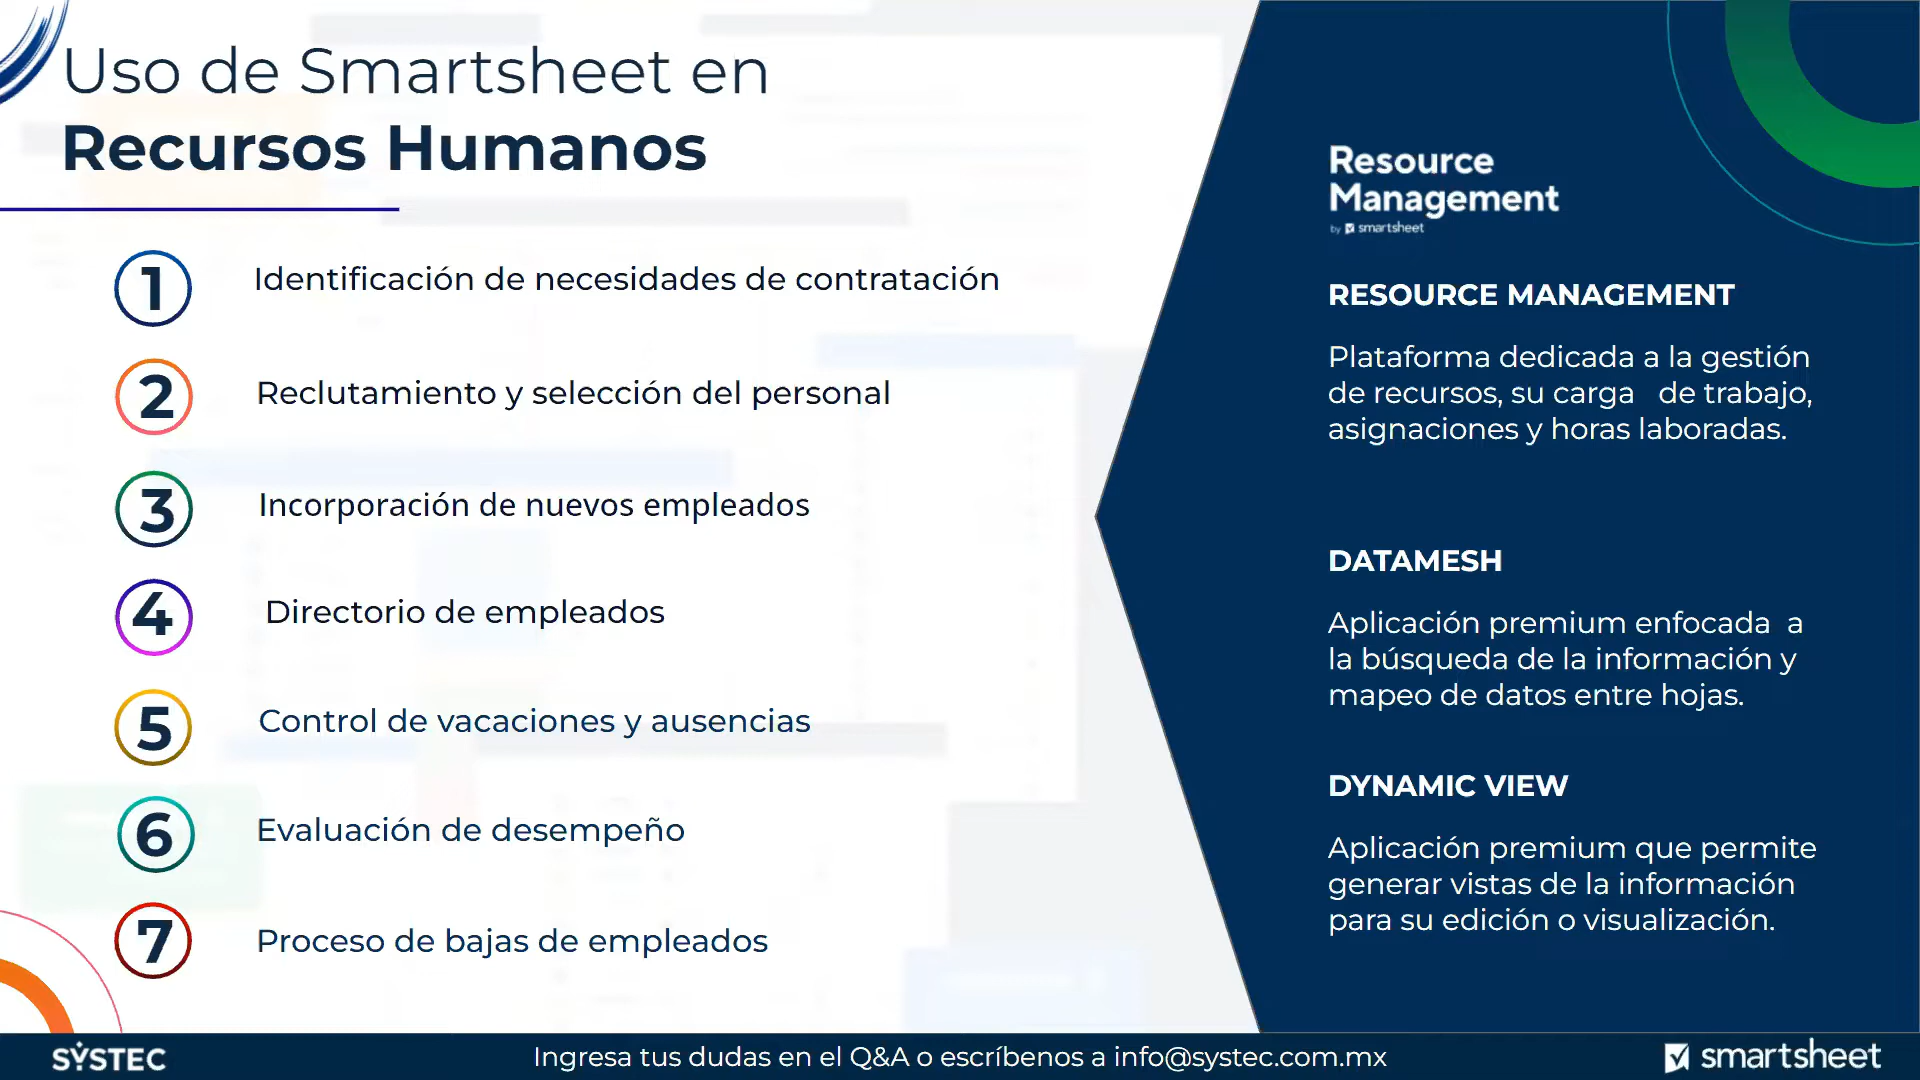 Uso de Smartsheet en
Recursos Humanos
1 Identificación de necesidades de contratación
2 Reclutamiento y selección del personal
3 Incorporación de nuevos empleados
4 Directorio de empleados
5 Control de vacaciones y ausencias
6 Evaluación de desempeño
7 Proceso de bajas de empleados
Resource
Management
by smartsheet
RESOURCE MANAGEMENT
Plataforma dedicada a la gestión
de recursos, su carga de trabajo,
asignaciones y horas laboradas.
DATAMESH
Aplicación premium enfocada a
la búsqueda de la información y
mapeo de datos entre hojas.
DYNAMIC VIEW
Aplicación premium que permite
generar vistas de la información
para su edición o visualización.
SYSTEC
Ingresa tus dudas en el Q&A o escríbenos a info@systec.com.mx
smartsheet